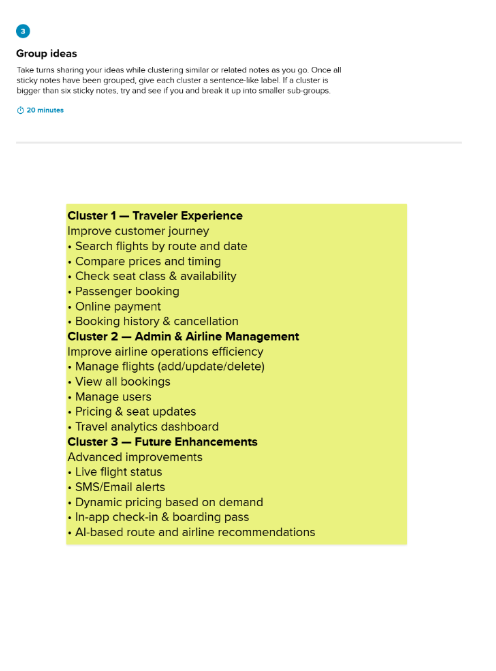 3
Group ideas
Take turns sharing your ideas while clustering similar or related notes as you go. Once all
sticky notes have been grouped, give each cluster a sentence-like label. If a cluster is
bigger than six sticky notes, try and see if you and break it up into smaller sub-groups.
20 minutes
Cluster 1 — Traveler Experience
Improve customer journey
• Search flights by route and date
• Compare prices and timing
• Check seat class & availability
• Passenger booking
• Online payment
• Booking history & cancellation
Cluster 2 — Admin & Airline Management
Improve airline operations efficiency
• Manage flights (add/update/delete)
• View all bookings
• Manage users
• Pricing & seat updates
• Travel analytics dashboard
Cluster 3 — Future Enhancements
Advanced improvements
• Live flight status
• SMS/Email alerts
• Dynamic pricing based on demand
• In-app check-in & boarding pass
• AI-based route and airline recommendations